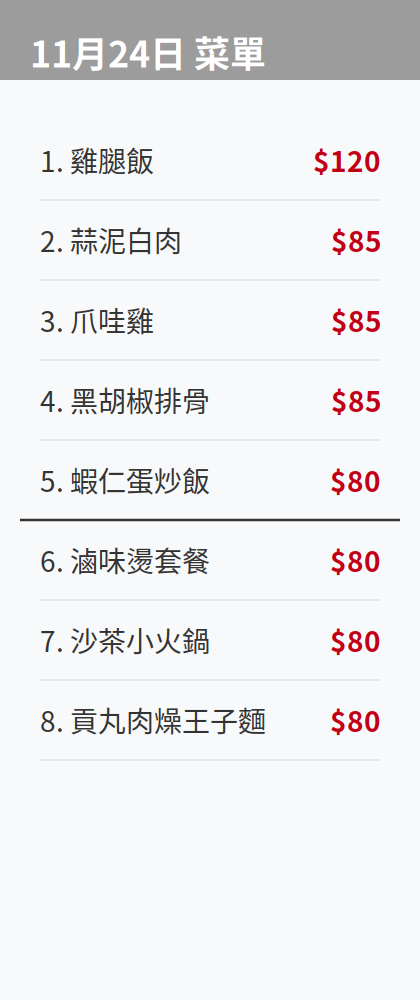 11月24日 菜單
1. 雞腿飯 $120
2. 蒜泥白肉 $85
3. 爪哇雞 $85
4. 黑胡椒排骨 $85
5. 蝦仁蛋炒飯 $80
6. 滷味燙套餐 $80
7. 沙茶小火鍋 $80
8. 貢丸肉燥王子麵 $80